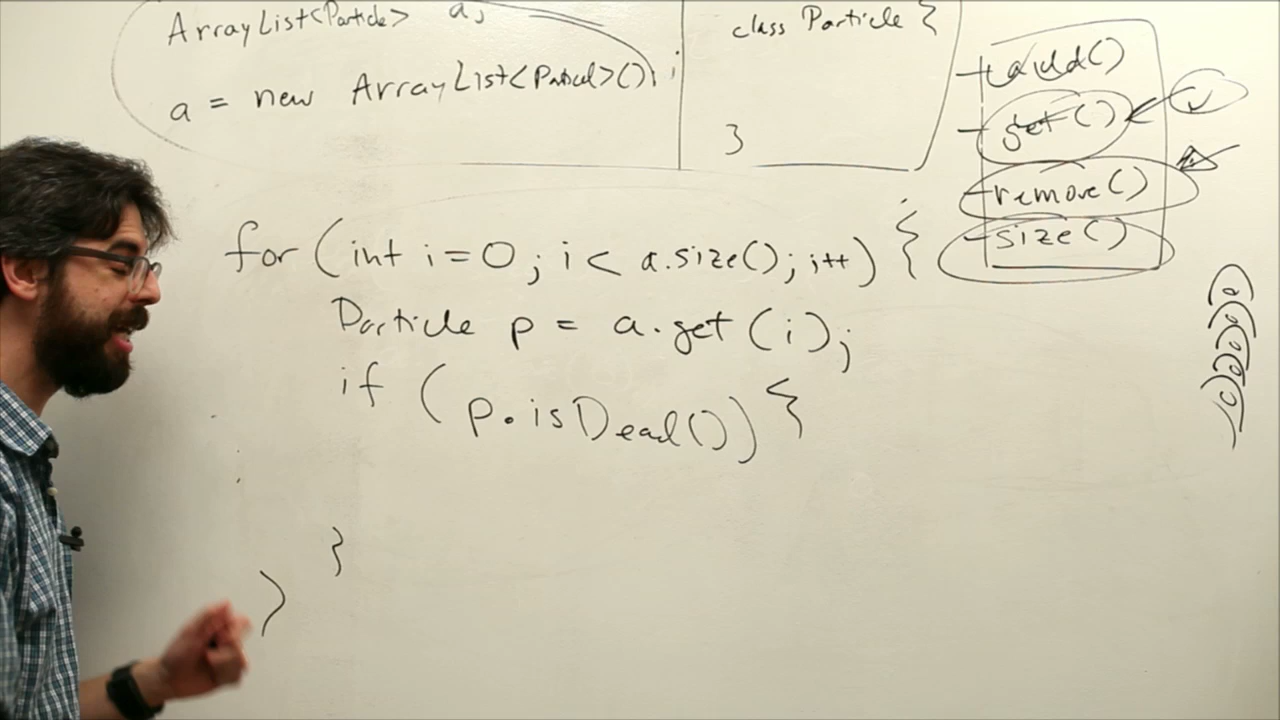 ArrayList<Particle> a;
a = new ArrayList<Particle>();
class Particle {
}
- add()
- get()
- remove()
- size()
for (int i=0; i < a.size(); i++) {
Particle p = a.get(i);
if (p.isDead()) {
}
}